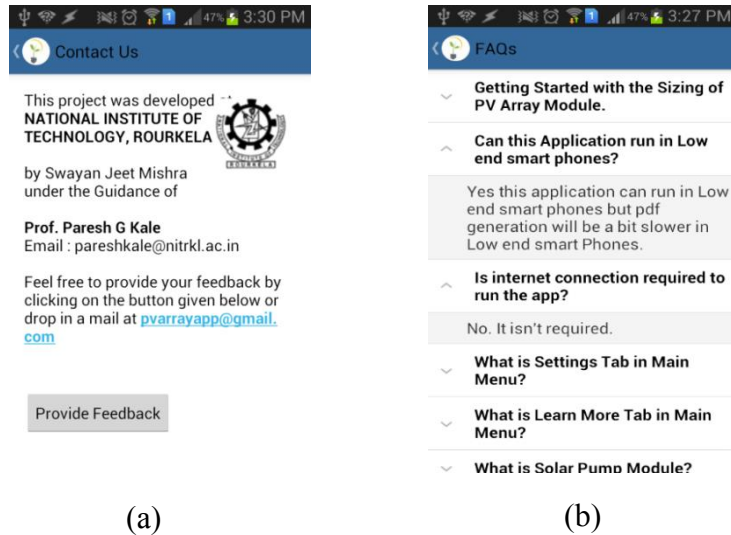 47% 3:30 PM
Contact Us
This project was developed
NATIONAL INSTITUTE OF
TECHNOLOGY, ROURKELA
by Swayan Jeet Mishra
under the Guidance of
Prof. Paresh G Kale
Email : pareshkale@nitrkl.ac.in
Feel free to provide your feedback by
clicking on the button given below or
drop in a mail at pvarrayapp@gmail.
com
Provide Feedback
(a)
1 47% 3:27 PM
FAQs
Getting Started with the Sizing of
PV Array Module.
Can this Application run in Low
end smart phones?
Yes this application can run in Low
end smart phones but pdf
generation will be a bit slower in
Low end smart Phones.
Is internet connection required to
run the app?
No. It isn't required.
What is Settings Tab in Main
Menu?
What is Learn More Tab in Main
Menu?
What is Solar Pump Module?
(b)